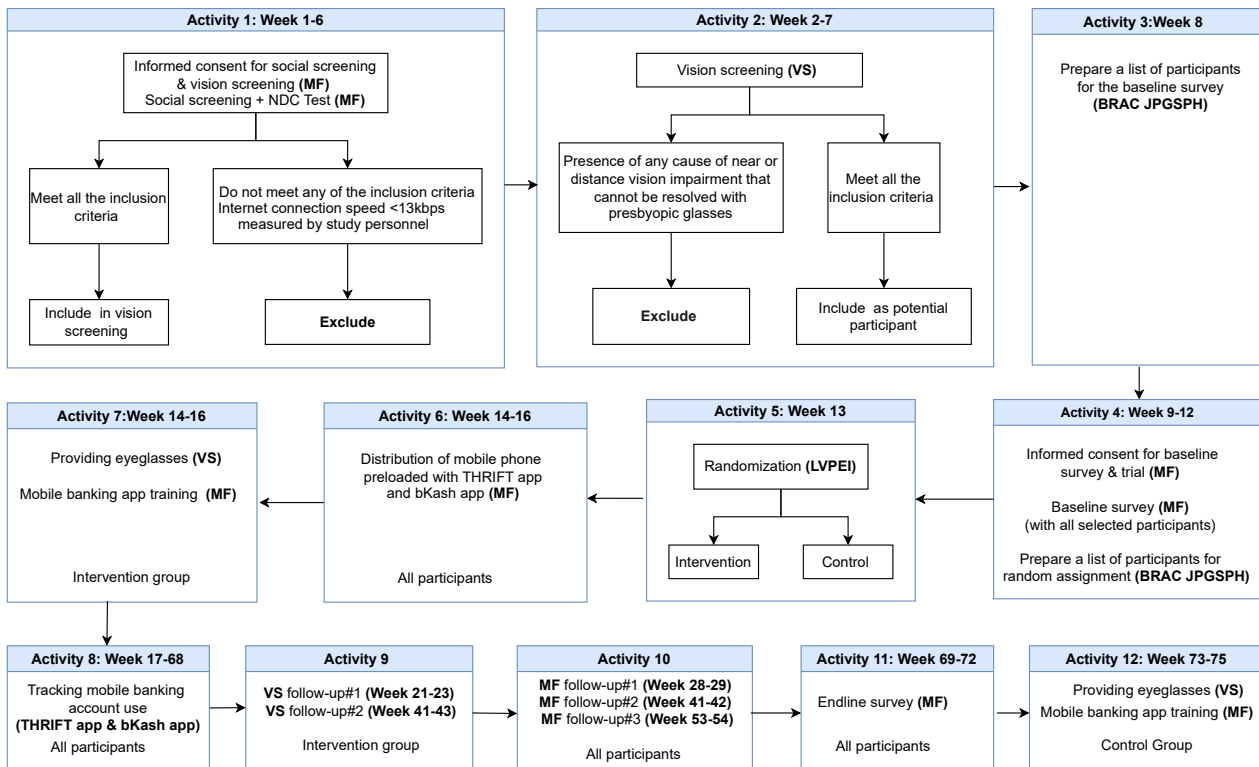 Activity 1: Week 1-6
Informed consent for social screening
& vision screening (MF)
Social screening + NDC Test (MF)
Meet all the inclusion
criteria
Do not meet any of the inclusion criteria
Internet connection speed <13kbps
measured by study personnel
Include in vision
screening
Exclude
Activity 2: Week 2-7
Vision screening (VS)
Presence of any cause of near or
distance vision impairment that
cannot be resolved with
presbyopic glasses
Meet all the
inclusion criteria
Exclude
Include as potential
participant
Activity 3:Week 8
Prepare a list of participants
for the baseline survey
(BRAC JPGSPH)
Activity 4: Week 9-12
Informed consent for baseline
survey & trial (MF)
Baseline survey (MF)
(with all selected participants)
Prepare a list of participants for
random assignment (BRAC JPGSPH)
Activity 5: Week 13
Randomization (LVPEI)
Intervention
Control
Activity 6: Week 14-16
Distribution of mobile phone
preloaded with THRIFT app
and bKash app (MF)
All participants
Activity 7:Week 14-16
Providing eyeglasses (VS)
Mobile banking app training (MF)
Intervention group
Activity 8: Week 17-68
Tracking mobile banking
account use
(THRIFT app & bKash app)
All participants
Activity 9
VS follow-up#1 (Week 21-23)
VS follow-up#2 (Week 41-43)
Intervention group
Activity 10
MF follow-up#1 (Week 28-29)
MF follow-up#2 (Week 41-42)
MF follow-up#3 (Week 53-54)
All participants
Activity 11: Week 69-72
Endline survey (MF)
All participants
Activity 12: Week 73-75
Providing eyeglasses (VS)
Mobile banking app training (MF)
Control Group